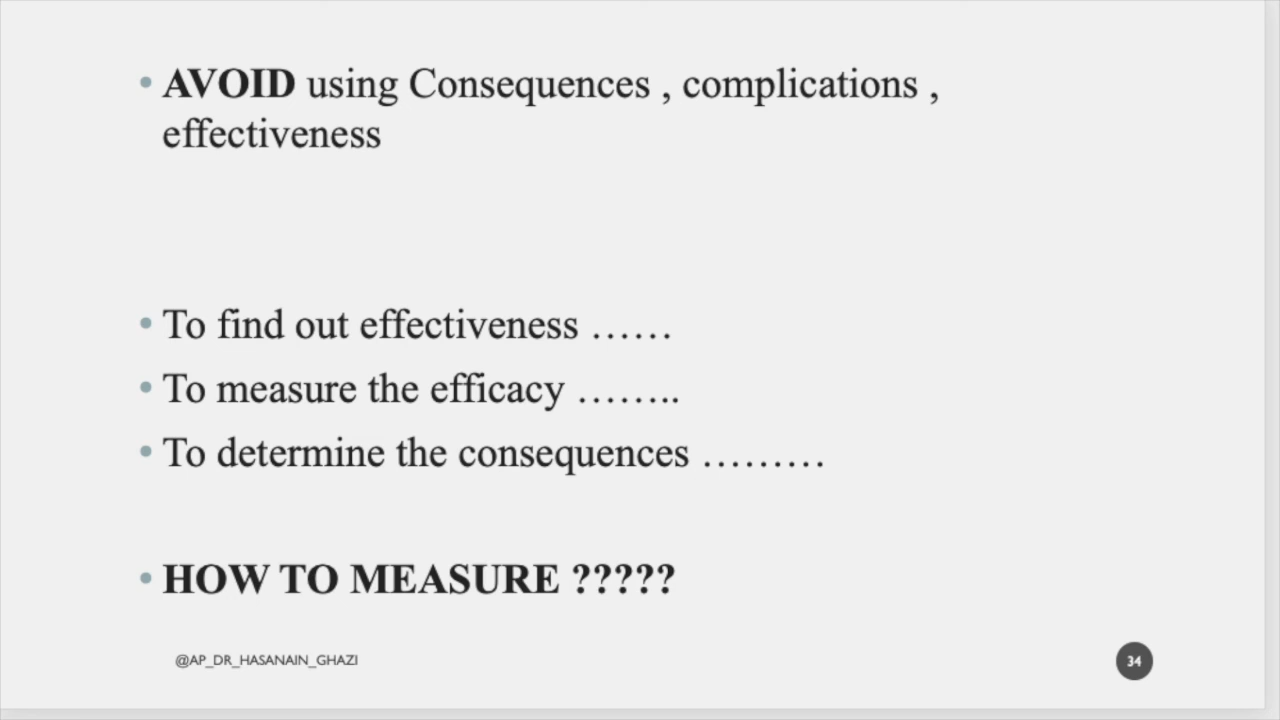 • AVOID using Consequences , complications ,
effectiveness
• To find out effectiveness ……
• To measure the efficacy ……..
• To determine the consequences ………
• HOW TO MEASURE ?????
@AP_DR_HASANAIN_GHAZI
34